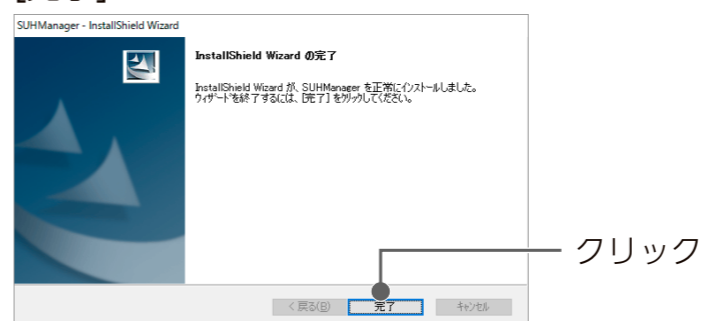 SUHManager - InstallShield Wizard
InstallShield Wizard の完了
InstallShield Wizard が、SUHManager を正常にインストールしました。
ウィザードを終了するには、[完了] をクリックしてください。
クリック
< 戻る(B)
完了
キャンセル